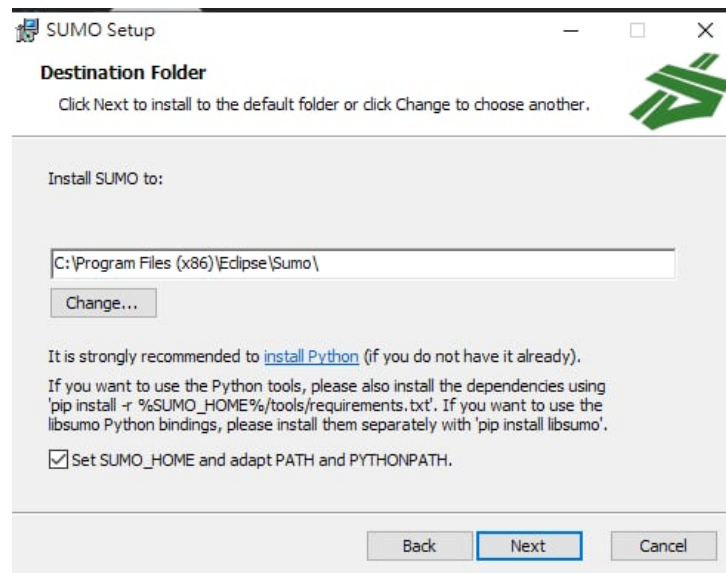 SUMO Setup
Destination Folder
Click Next to install to the default folder or click Change to choose another.
Install SUMO to:
C:\Program Files (x86)\Eclipse\Sumo\
Change...
It is strongly recommended to install Python (if you do not have it already).
If you want to use the Python tools, please also install the dependencies using
'pip install -r %SUMO_HOME%/tools/requirements.txt'. If you want to use the
libsumo Python bindings, please install them separately with 'pip install libsumo'.
Set SUMO_HOME and adapt PATH and PYTHONPATH.
Back Next Cancel